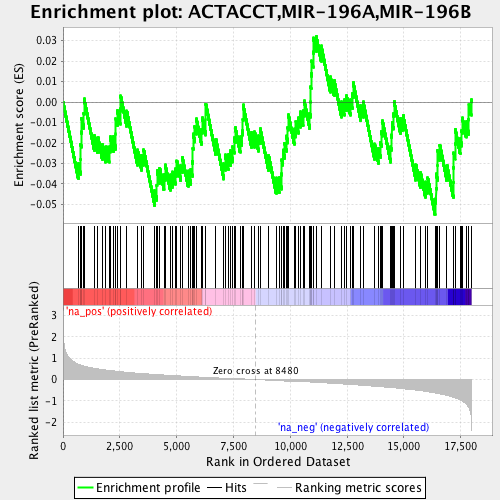 Enrichment plot: ACTACCT,MIR-196A,MIR-196B
Enrichment score (ES)
0.03
0.02
0.01
0.00
-0.01
-0.02
-0.03
-0.04
-0.05
'na_pos' (positively correlated)
Ranked list metric (PreRanked)
3
2
1
0
-1
-2
Zero cross at 8480
'na_neg' (negatively correlated)
0
2,500
5,000
7,500
10,000
12,500
15,000
17,500
Rank in Ordered Dataset
Enrichment profile
Hits
Ranking metric scores